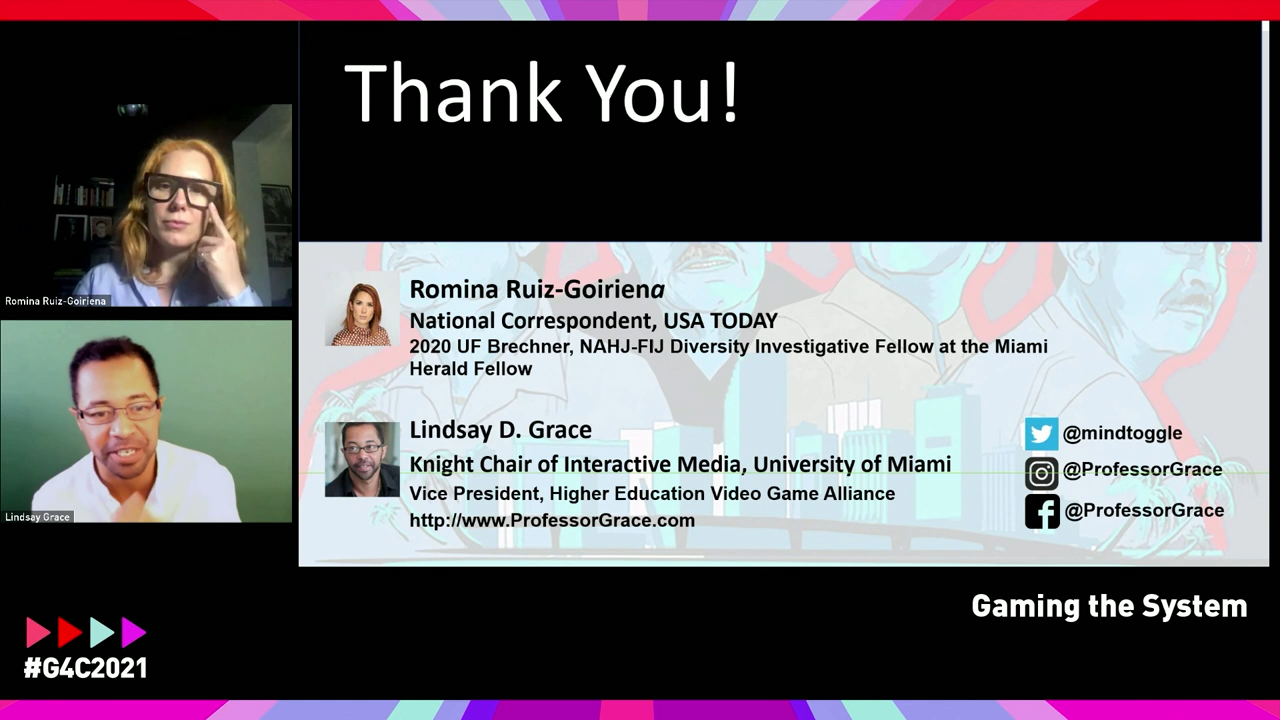 Thank You!
Romina Ruiz-Goiriena
Romina Ruiz-Goiriena
National Correspondent, USA TODAY
2020 UF Brechner, NAHJ-FIJ Diversity Investigative Fellow at the Miami
Herald Fellow
Lindsay D. Grace
Knight Chair of Interactive Media, University of Miami
Vice President, Higher Education Video Game Alliance
http://www.ProfessorGrace.com
@mindtoggle
@ProfessorGrace
@ProfessorGrace
Lindsay Grace
Gaming the System
#G4C2021